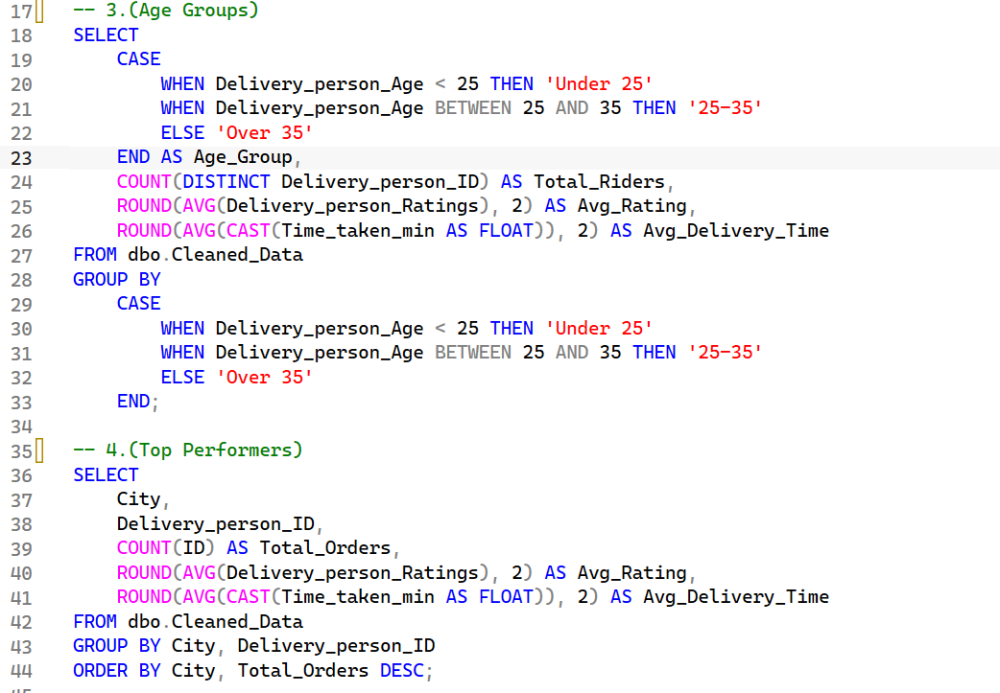 17 -- 3.(Age Groups)
18 SELECT
19     CASE
20         WHEN Delivery_person_Age < 25 THEN 'Under 25'
21         WHEN Delivery_person_Age BETWEEN 25 AND 35 THEN '25-35'
22         ELSE 'Over 35'
23     END AS Age_Group,
24     COUNT(DISTINCT Delivery_person_ID) AS Total_Riders,
25     ROUND(AVG(Delivery_person_Ratings), 2) AS Avg_Rating,
26     ROUND(AVG(CAST(Time_taken_min AS FLOAT)), 2) AS Avg_Delivery_Time
27 FROM dbo.Cleaned_Data
28 GROUP BY
29     CASE
30         WHEN Delivery_person_Age < 25 THEN 'Under 25'
31         WHEN Delivery_person_Age BETWEEN 25 AND 35 THEN '25-35'
32         ELSE 'Over 35'
33     END;
34
35 -- 4.(Top Performers)
36 SELECT
37     City,
38     Delivery_person_ID,
39     COUNT(ID) AS Total_Orders,
40     ROUND(AVG(Delivery_person_Ratings), 2) AS Avg_Rating,
41     ROUND(AVG(CAST(Time_taken_min AS FLOAT)), 2) AS Avg_Delivery_Time
42 FROM dbo.Cleaned_Data
43 GROUP BY City, Delivery_person_ID
44 ORDER BY City, Total_Orders DESC;